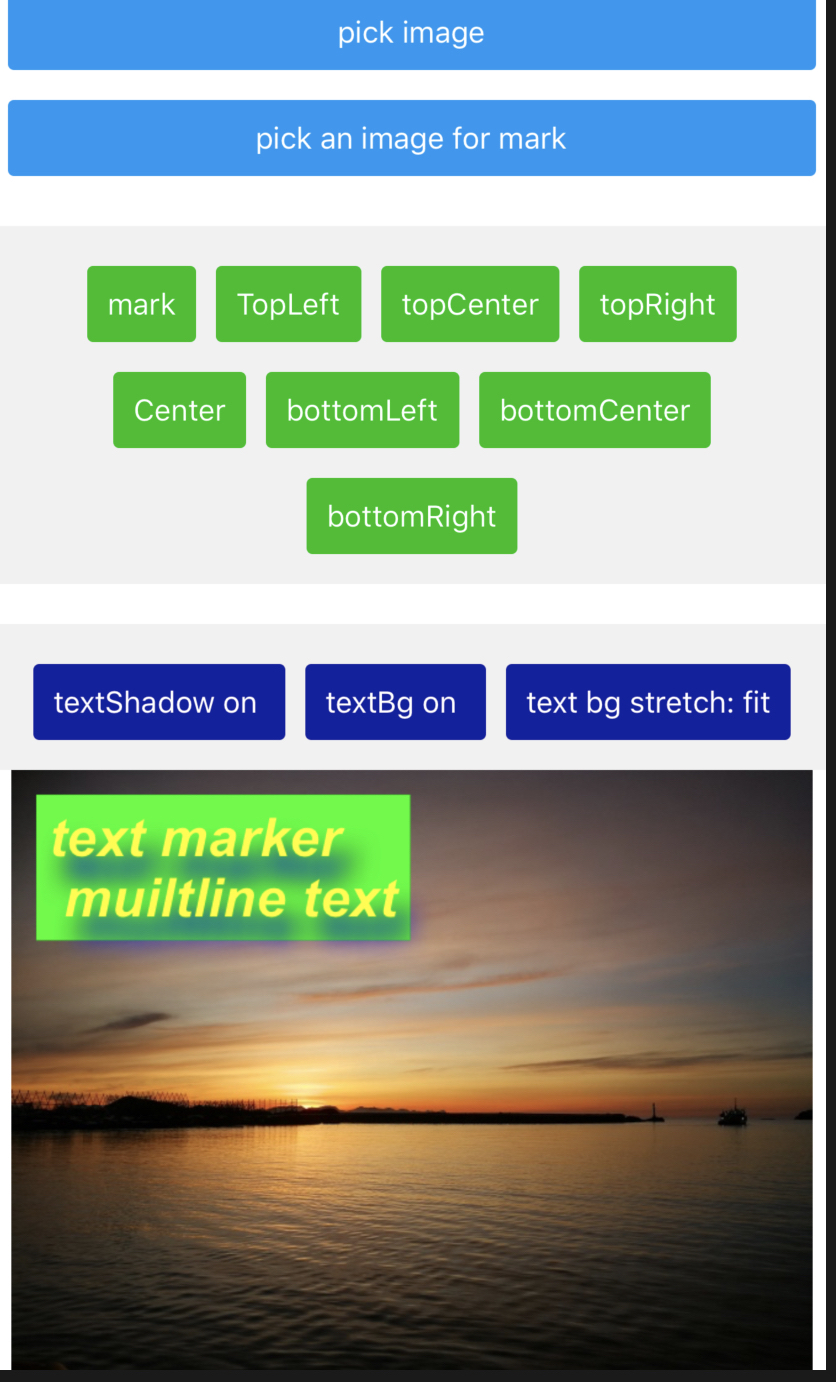 pick image
pick an image for mark
mark TopLeft topCenter topRight
Center bottomLeft bottomCenter
bottomRight
textShadow on textBg on text bg stretch: fit
text marker
muiltline text